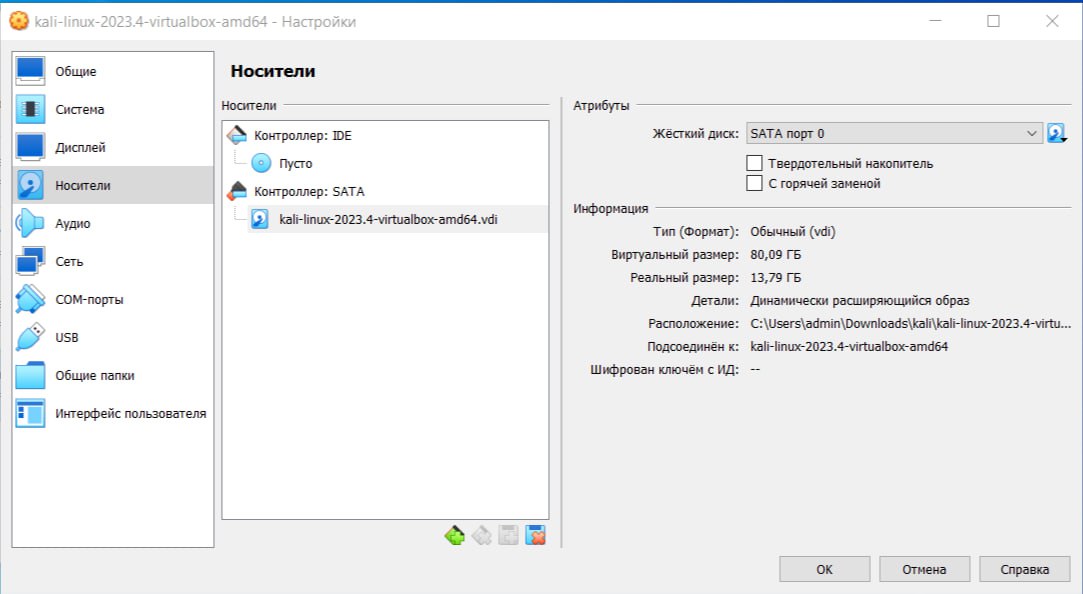 kali-linux-2023.4-virtualbox-amd64 - Настройки
Общие
Система
Дисплей
Носители
Аудио
Сеть
COM-порты
USB
Общие папки
Интерфейс пользователя
Носители
Носители
Контроллер: IDE
Пусто
Контроллер: SATA
kali-linux-2023.4-virtualbox-amd64.vdi
Атрибуты
Жёсткий диск: SATA порт 0
Твердотельный накопитель
С горячей заменой
Информация
Тип (Формат): Обычный (vdi)
Виртуальный размер: 80,09 ГБ
Реальный размер: 13,79 ГБ
Детали: Динамически расширяющийся образ
Расположение: C:\Users\admin\Downloads\kali\kali-linux-2023.4-virtu...
Подсоединён к: kali-linux-2023.4-virtualbox-amd64
Шифрован ключём с ИД: --
OK
Отмена
Справка